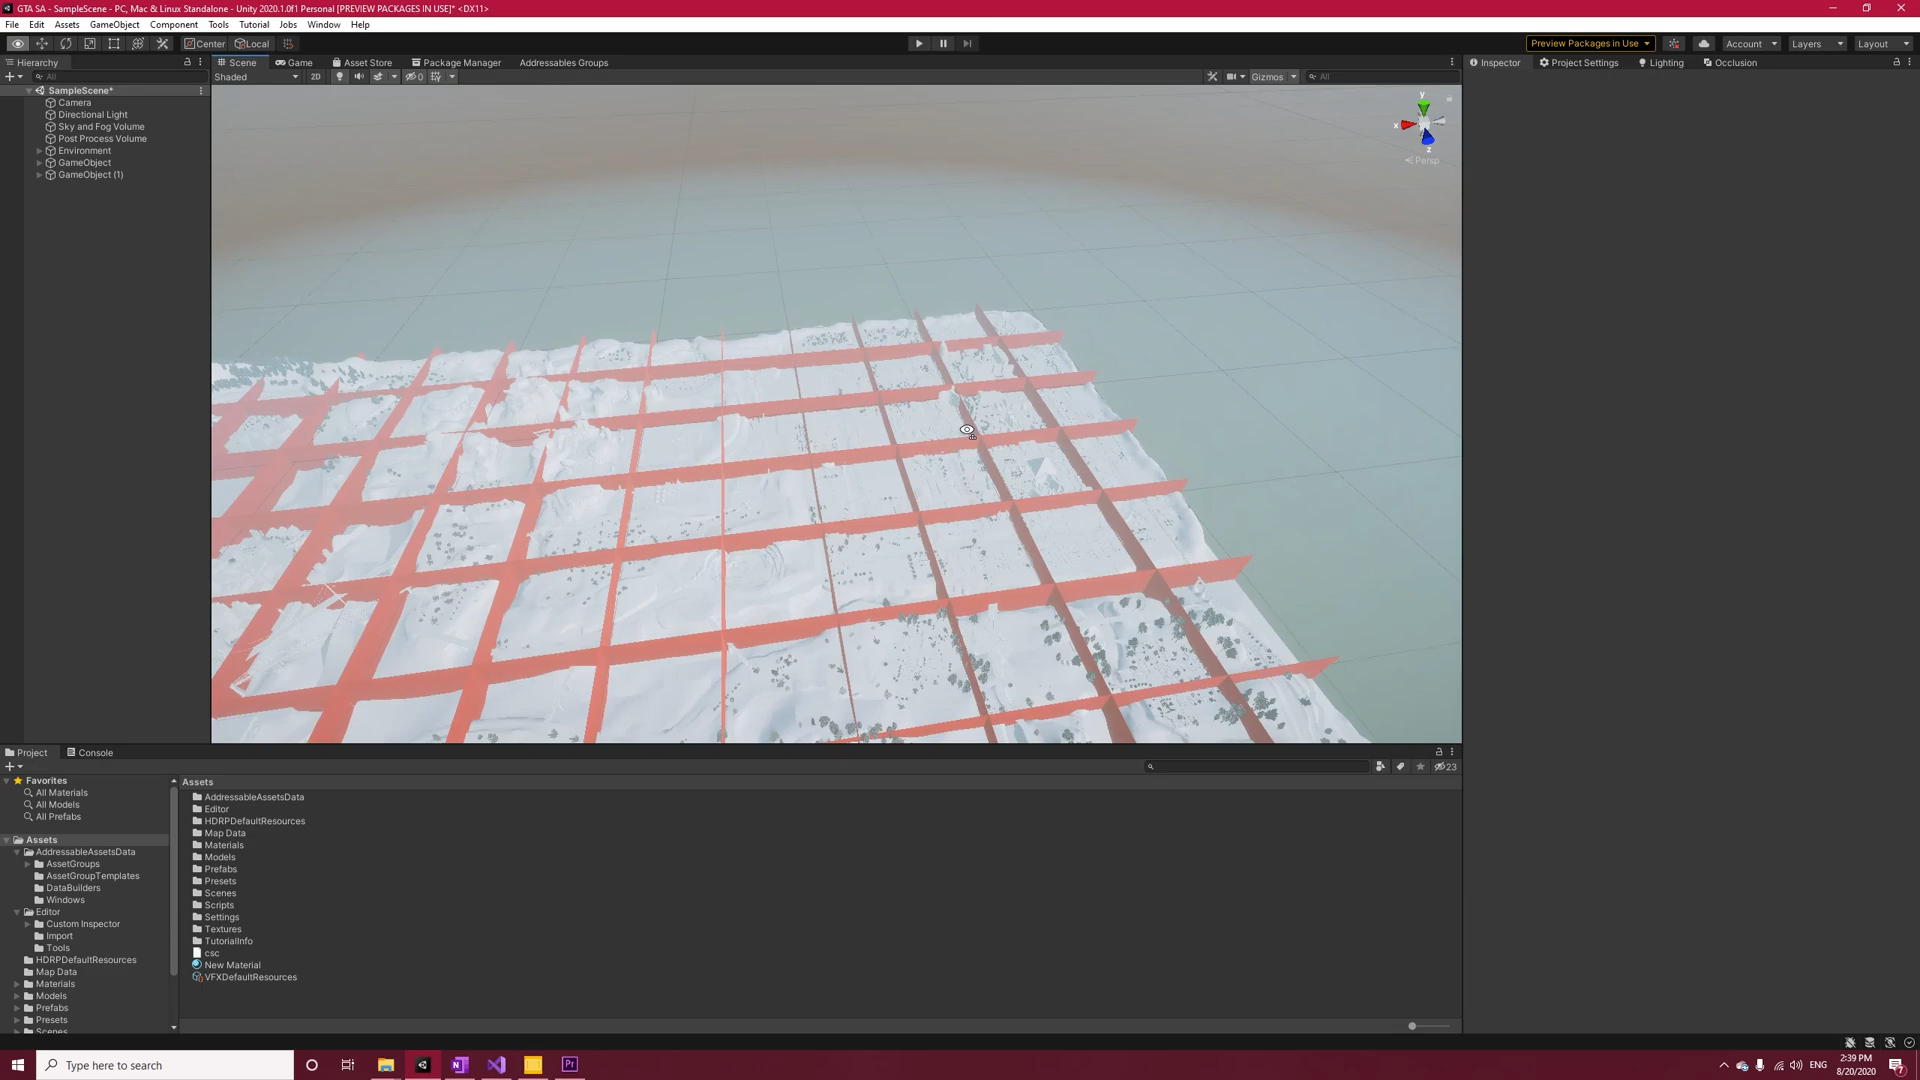 GTA SA - SampleScene - PC, Mac & Linux Standalone - Unity 2020.1.0f1 Personal [PREVIEW PACKAGES IN USE]* <DX11>
File Edit Assets GameObject Component Tools Tutorial Jobs Window Help
Center Local Preview Packages in Use Account Layers Layout
Hierarchy Scene Game Asset Store Package Manager Addressables Groups Inspector Project Settings Lighting Occlusion
All Shaded 2D 0 Gizmos All
SampleScene*
Camera
Directional Light
Sky and Fog Volume
Post Process Volume
Environment
GameObject
GameObject (1)
y
x
z
Persp
Project Console
23
Favorites
All Materials
All Models
All Prefabs
Assets
AddressableAssetsData
AssetGroups
AssetGroupTemplates
DataBuilders
Windows
Editor
Custom Inspector
Import
Tools
HDRPDefaultResources
Map Data
Materials
Models
Prefabs
Presets
Scenes
Assets
AddressableAssetsData
Editor
HDRPDefaultResources
Map Data
Materials
Models
Prefabs
Presets
Scenes
Scripts
Settings
Textures
TutorialInfo
csc
New Material
VFXDefaultResources
Type here to search
N
Pr
ENG
2:39 PM
8/20/2020
7